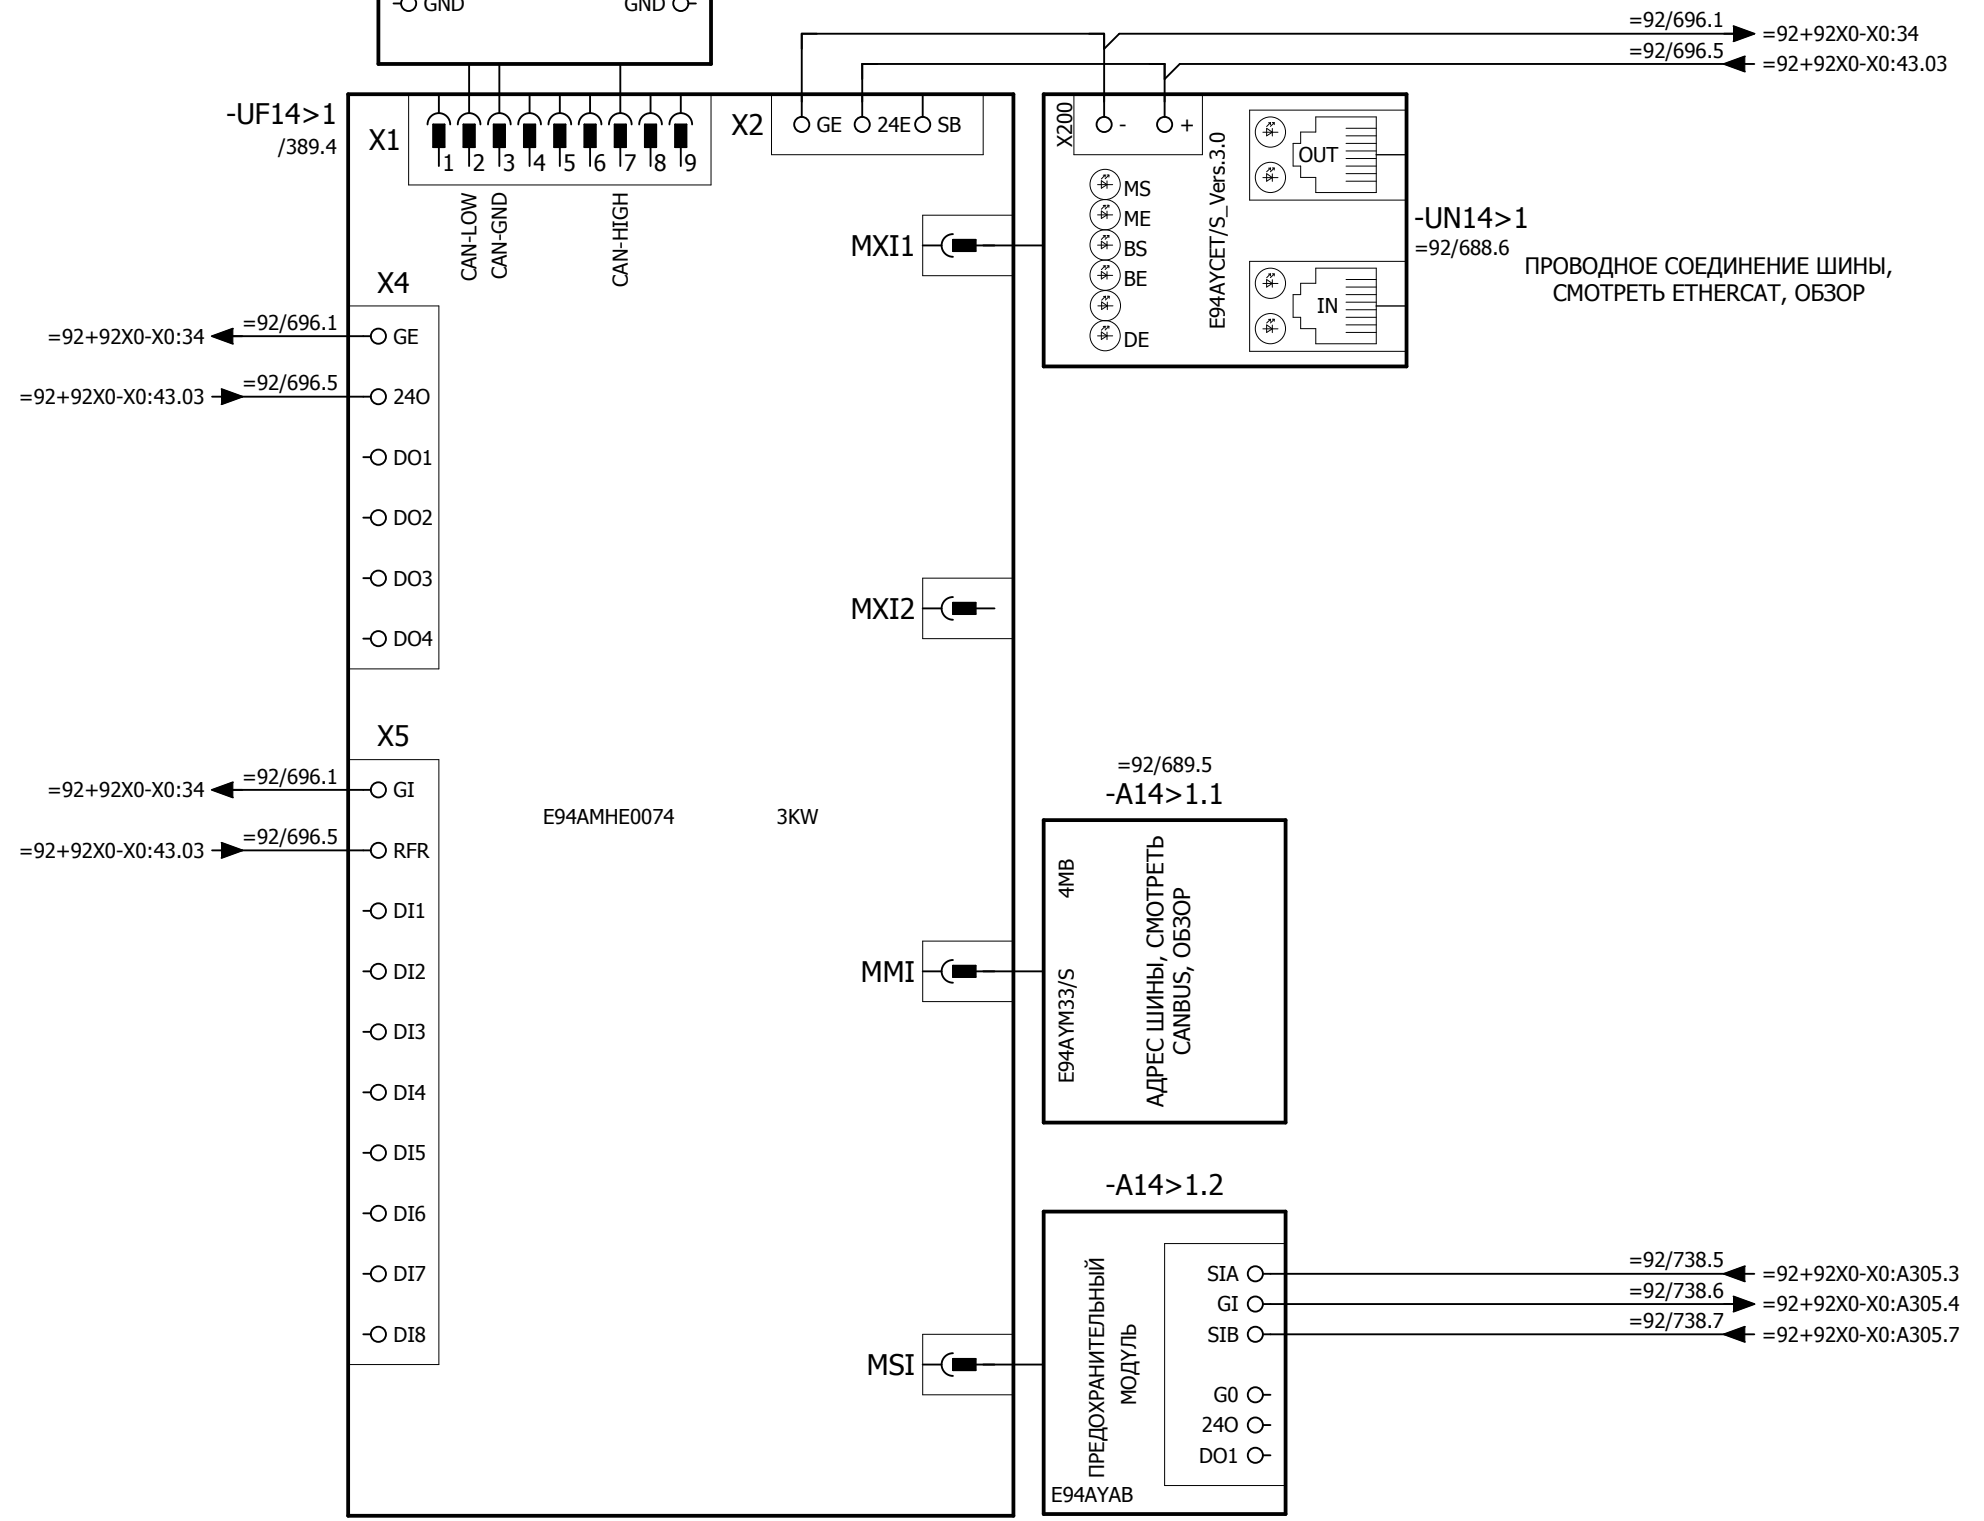 GND
GND
=92/696.1
=92+92X0-X0:34
=92/696.5
=92+92X0-X0:43.03
-UF14>1
/389.4
X1
1 2 3 4 5 6 7 8 9
CAN-LOW
CAN-GND
CAN-HIGH
X2
GE
24E
SB
X200
-
+
E94AYCET/S_Vers.3.0
MS
ME
BS
BE
DE
OUT
IN
-UN14>1
=92/688.6
ПРОВОДНОЕ СОЕДИНЕНИЕ ШИНЫ,
СМОТРЕТЬ ETHERCAT, ОБЗОР
MXI1
X4
=92+92X0-X0:34
=92/696.1
GE
=92+92X0-X0:43.03
=92/696.5
24O
DO1
DO2
DO3
DO4
MXI2
X5
=92+92X0-X0:34
=92/696.1
GI
=92+92X0-X0:43.03
=92/696.5
RFR
DI1
DI2
DI3
DI4
DI5
DI6
DI7
DI8
E94AMHE0074
3KW
=92/689.5
-A14>1.1
MMI
E94AYM33/S
4MB
АДРЕС ШИНЫ, СМОТРЕТЬ
CANBUS, ОБЗОР
-A14>1.2
MSI
ПРЕДОХРАНИТЕЛЬНЫЙ
МОДУЛЬ
E94AYAB
SIA
=92/738.5
=92+92X0-X0:A305.3
GI
=92/738.6
=92+92X0-X0:A305.4
SIB
=92/738.7
=92+92X0-X0:A305.7
G0
24O
DO1